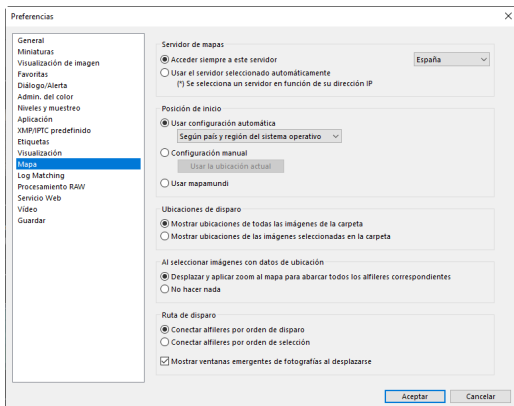 Preferencias
General
Miniaturas
Visualización de imagen
Favoritas
Diálogo/Alerta
Admin. del color
Niveles y muestreo
Aplicación
XMP/IPTC predefinido
Etiquetas
Visualización
Mapa
Log Matching
Procesamiento RAW
Servicio Web
Vídeo
Guardar
Servidor de mapas
Acceder siempre a este servidor
España
Usar el servidor seleccionado automáticamente
(*) Se selecciona un servidor en función de su dirección IP
Posición de inicio
Usar configuración automática
Según país y región del sistema operativo
Configuración manual
Usar la ubicación actual
Usar mapamundi
Ubicaciones de disparo
Mostrar ubicaciones de todas las imágenes de la carpeta
Mostrar ubicaciones de las imágenes seleccionadas en la carpeta
Al seleccionar imágenes con datos de ubicación
Desplazar y aplicar zoom al mapa para abarcar todos los alfileres correspondientes
No hacer nada
Ruta de disparo
Conectar alfileres por orden de disparo
Conectar alfileres por orden de selección
Mostrar ventanas emergentes de fotografías al desplazarse
Aceptar
Cancelar